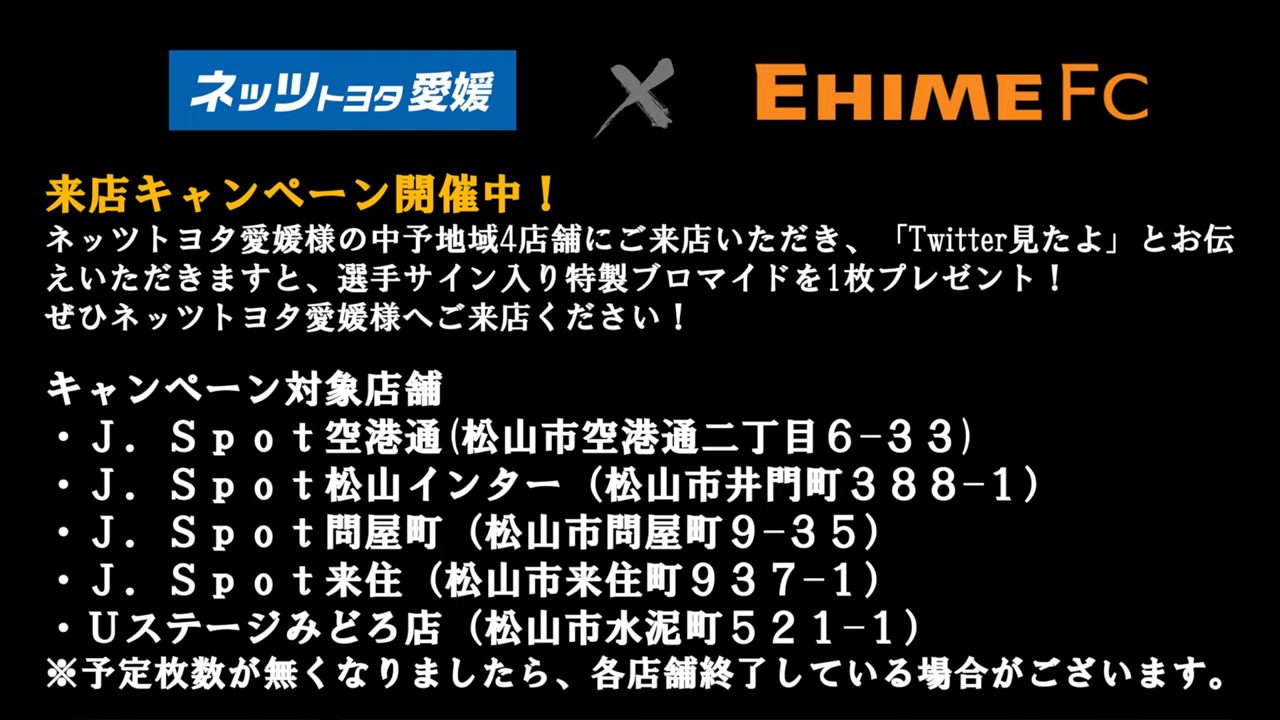 ネッツトヨタ愛媛 × EHIME FC
来店キャンペーン開催中！
ネッツトヨタ愛媛様の中予地域4店舗にご来店いただき、「Twitter見たよ」とお伝
えいただきますと、選手サイン入り特製ブロマイドを1枚プレゼント！
ぜひネッツトヨタ愛媛様へご来店ください！
キャンペーン対象店舗
・Ｊ．Ｓｐｏｔ空港通(松山市空港通二丁目６−３３)
・Ｊ．Ｓｐｏｔ松山インター（松山市井門町３８８−１）
・Ｊ．Ｓｐｏｔ問屋町（松山市問屋町９−３５）
・Ｊ．Ｓｐｏｔ来住（松山市来住町９３７−１）
・Ｕステージみどろ店（松山市水泥町５２１−１）
※予定枚数が無くなりましたら、各店舗終了している場合がございます。